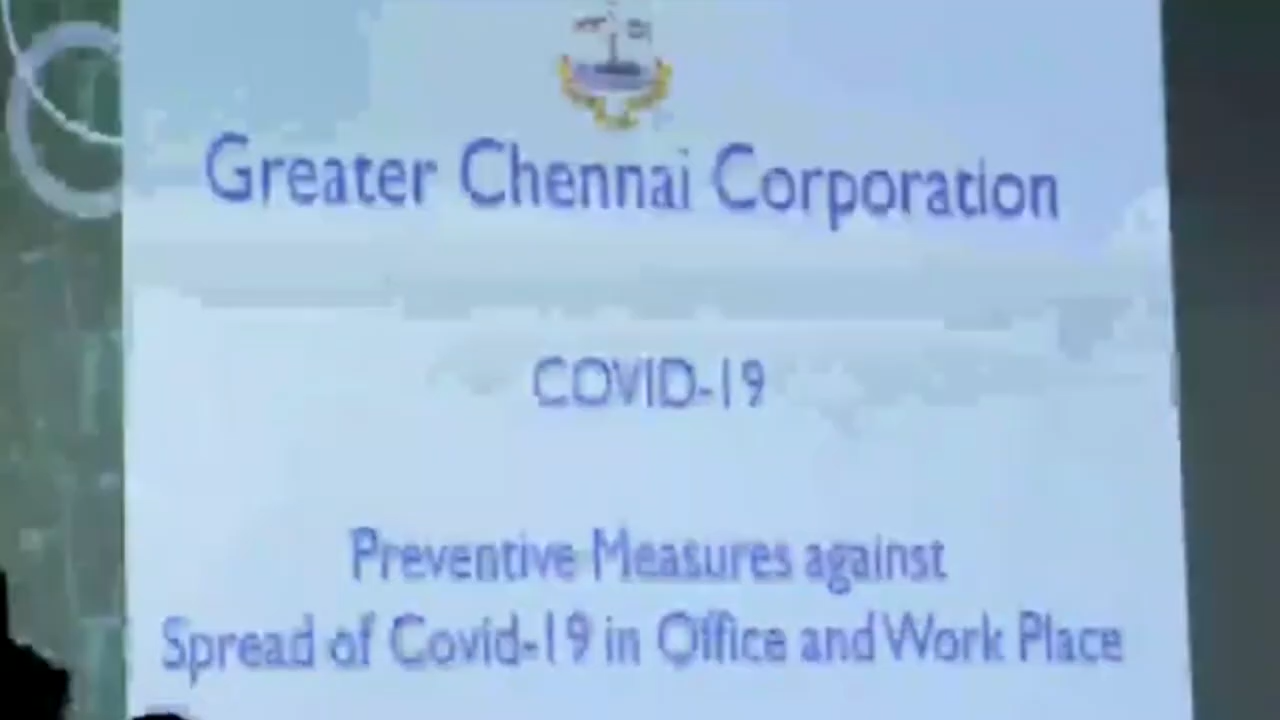 Greater Chennai Corporation
COVID-19
Preventive Measures against
Spread of Covid-19 in Office and Work Place